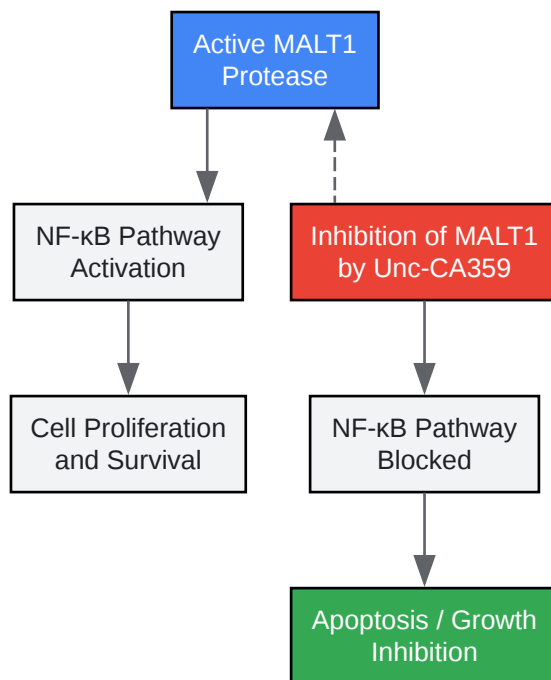 Active MALT1
Protease
NF-κB Pathway
Activation
Inhibition of MALT1
by Unc-CA359
Cell Proliferation
and Survival
NF-κB Pathway
Blocked
Apoptosis / Growth
Inhibition